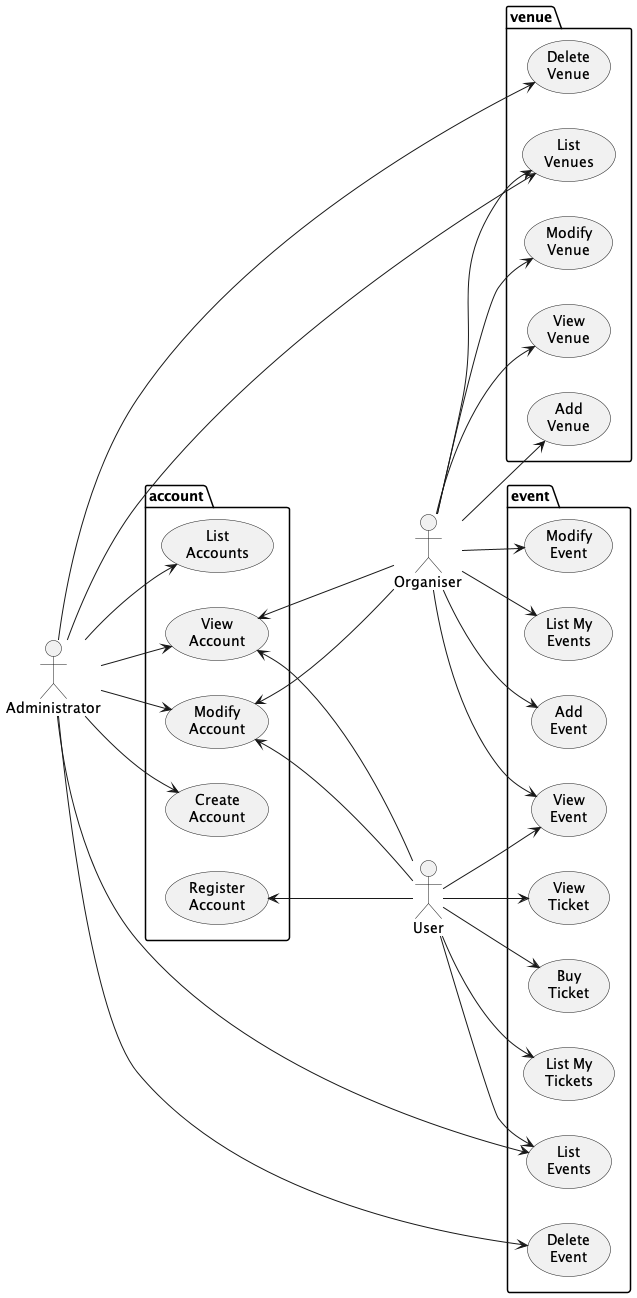 venue
Delete
Venue
List
Venues
Modify
Venue
View
Venue
Add
Venue
account
List
Accounts
View
Account
Modify
Account
Create
Account
Register
Account
event
Modify
Event
List My
Events
Add
Event
View
Event
View
Ticket
Buy
Ticket
List My
Tickets
List
Events
Delete
Event
Administrator
Organiser
User